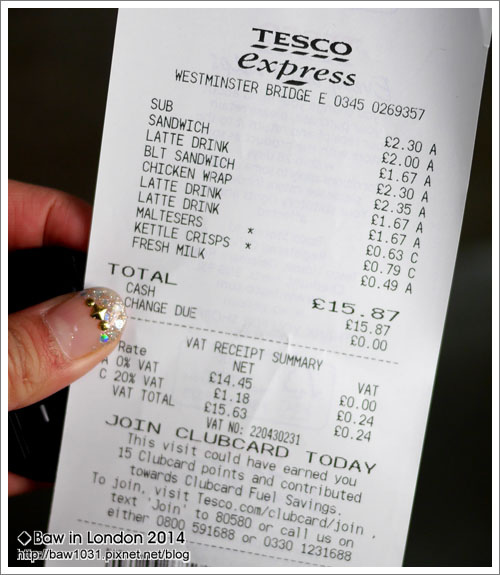 TESCO
express
WESTMINSTER BRIDGE E 0345 0269357
SUB £2.30 A
SANDWICH £2.00 A
LATTE DRINK £1.67 A
BLT SANDWICH £2.30 A
CHICKEN WRAP £2.35 A
LATTE DRINK £1.67 A
LATTE DRINK £1.67 A
MALTESERS * £0.63 C
KETTLE CRISPS * £0.79 C
FRESH MILK £0.49 A
TOTAL £15.87
CASH £15.87
CHANGE DUE £0.00
VAT RECEIPT SUMMARY
Rate NET VAT
A 0% VAT £14.45 £0.00
C 20% VAT £1.18 £0.24
VAT TOTAL £15.63 £0.24
VAT NO: 220430231
JOIN CLUBCARD TODAY
This visit could have earned you
15 Clubcard points and contributed
towards Clubcard Fuel Savings.
To join, visit Tesco.com/clubcard/join,
text 'Join' to 80580 or call us on
either 0800 591688 or 0330 1231688
◇Baw in London 2014
http://baw1031.pixnet.net/blog